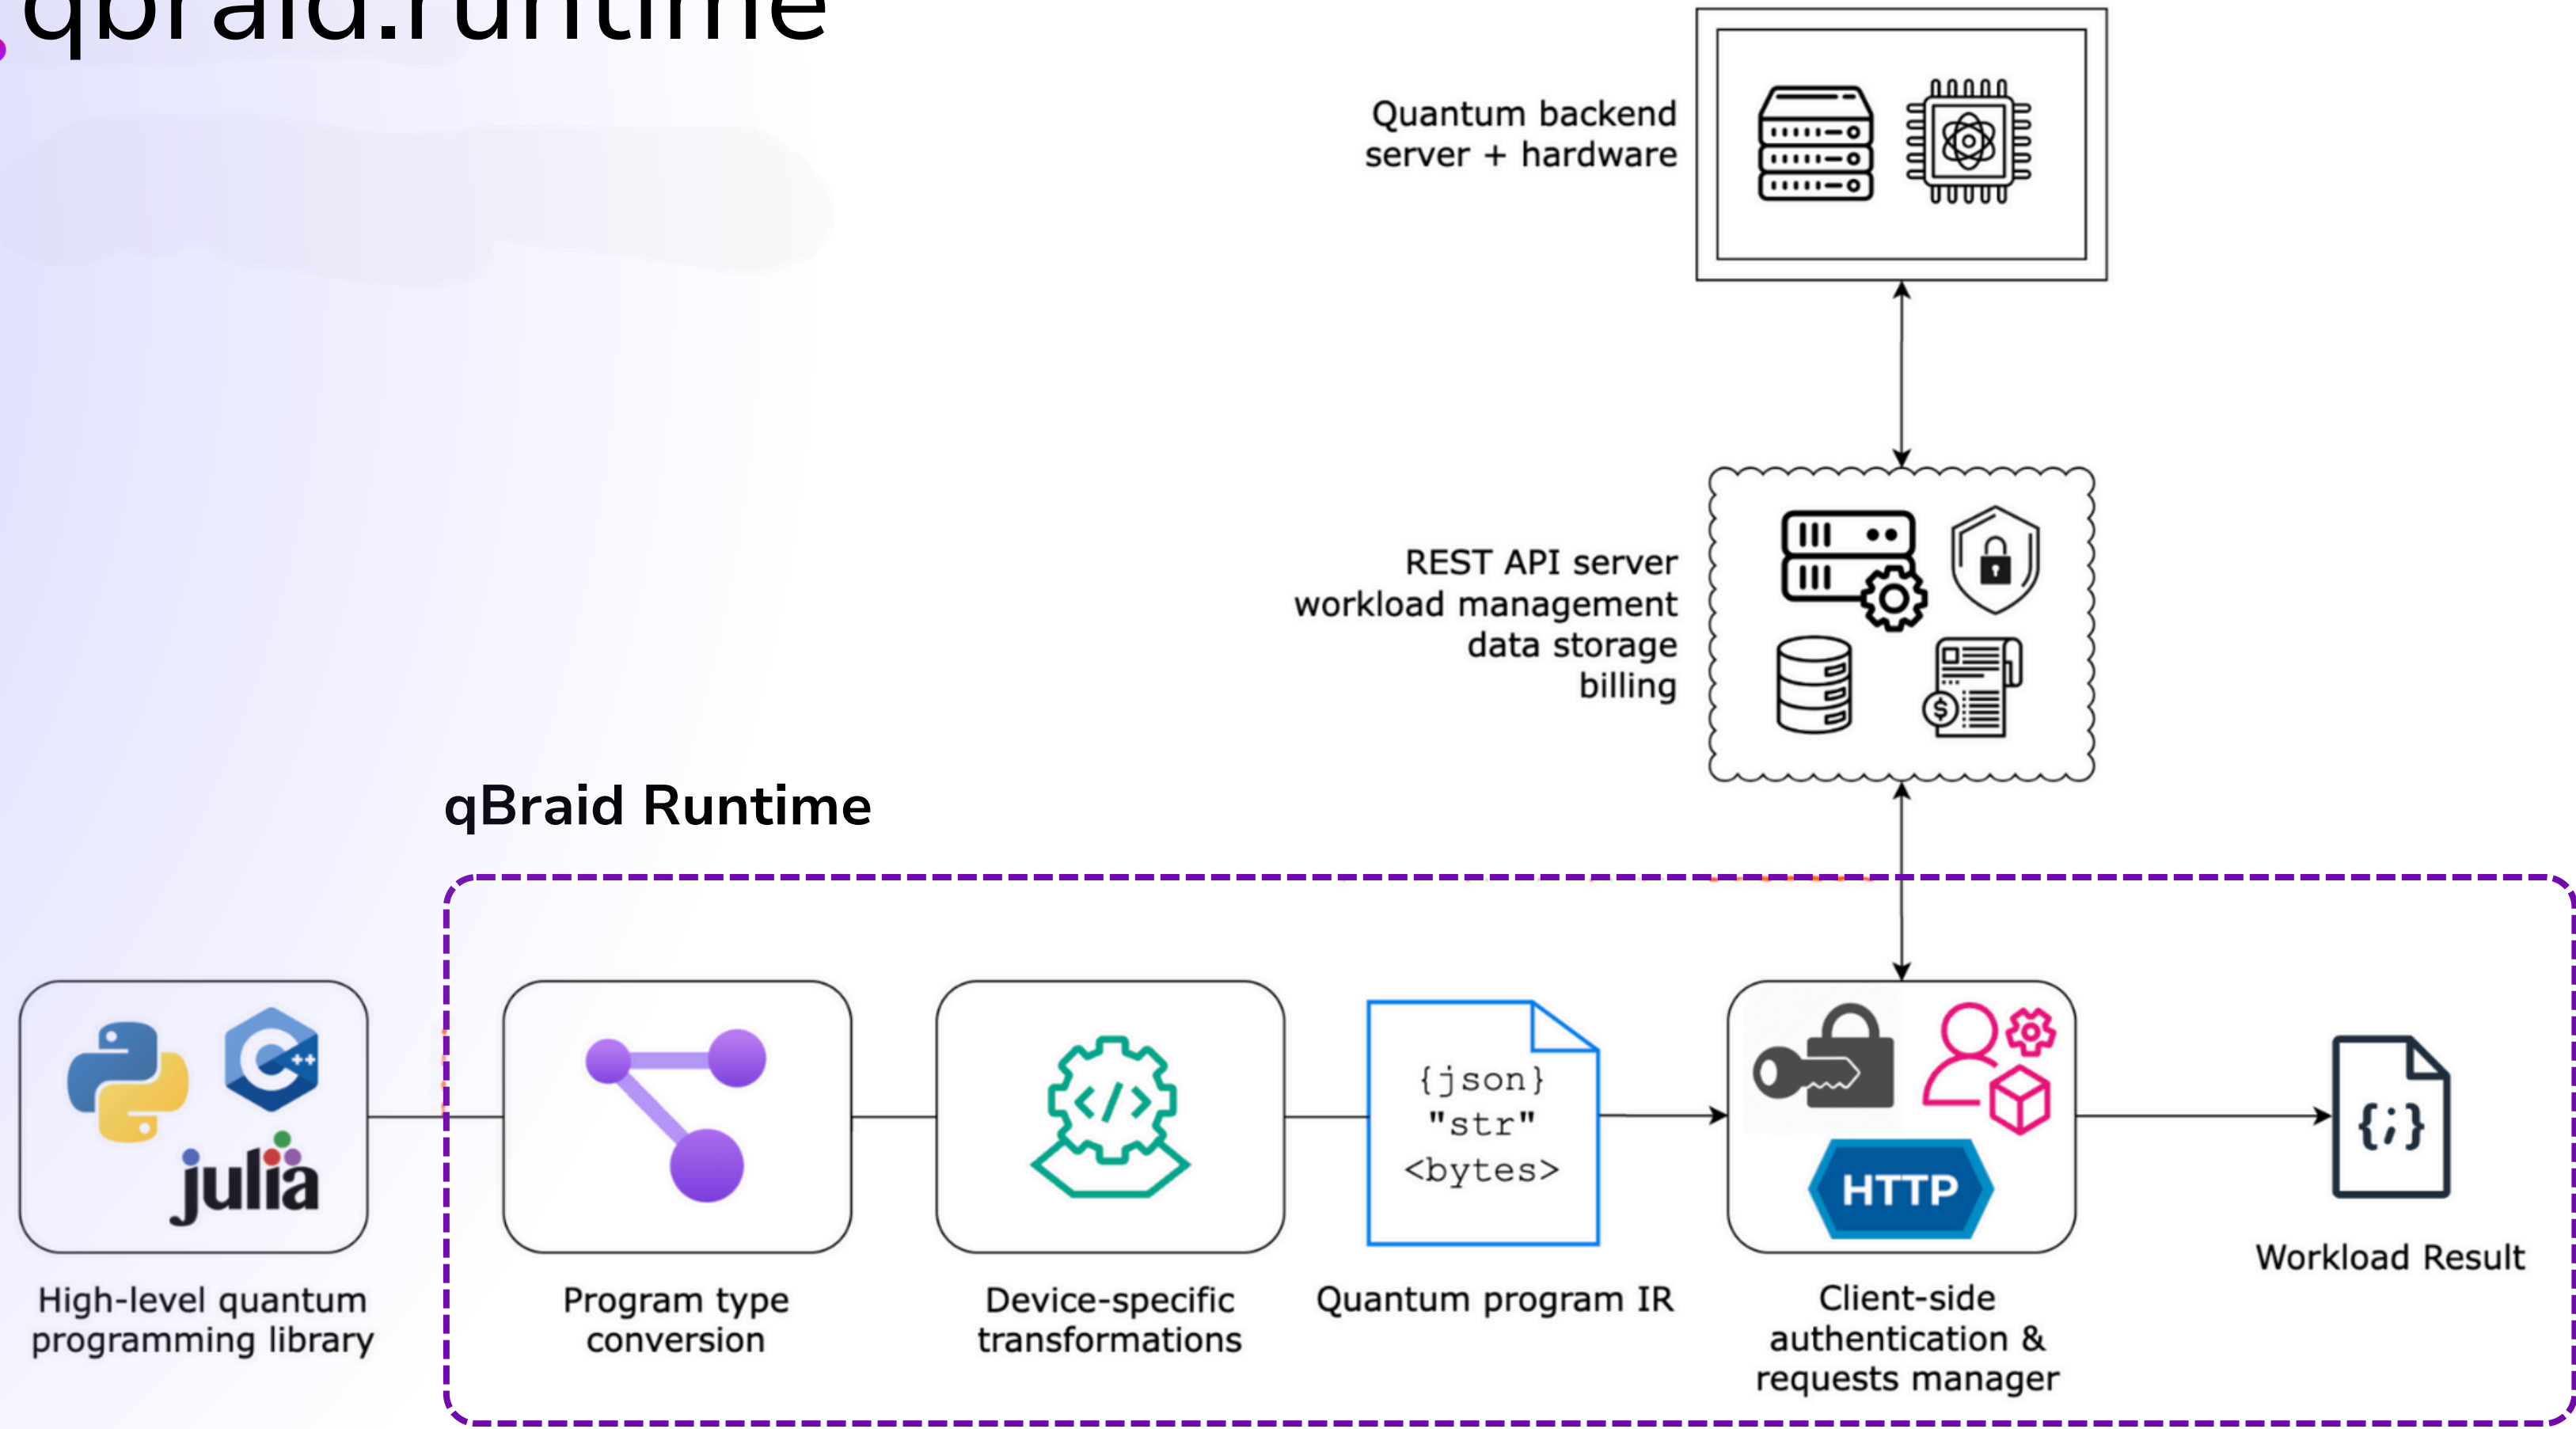 qbraid.runtime
Quantum backend
server + hardware
REST API server
workload management
data storage
billing
$
qBraid Runtime
C++
julia
High-level quantum
programming library
Program type
conversion
</>
Device-specific
transformations
{json}
"str"
<bytes>
Quantum program IR
HTTP
Client-side
authentication &
requests manager
{;}
Workload Result